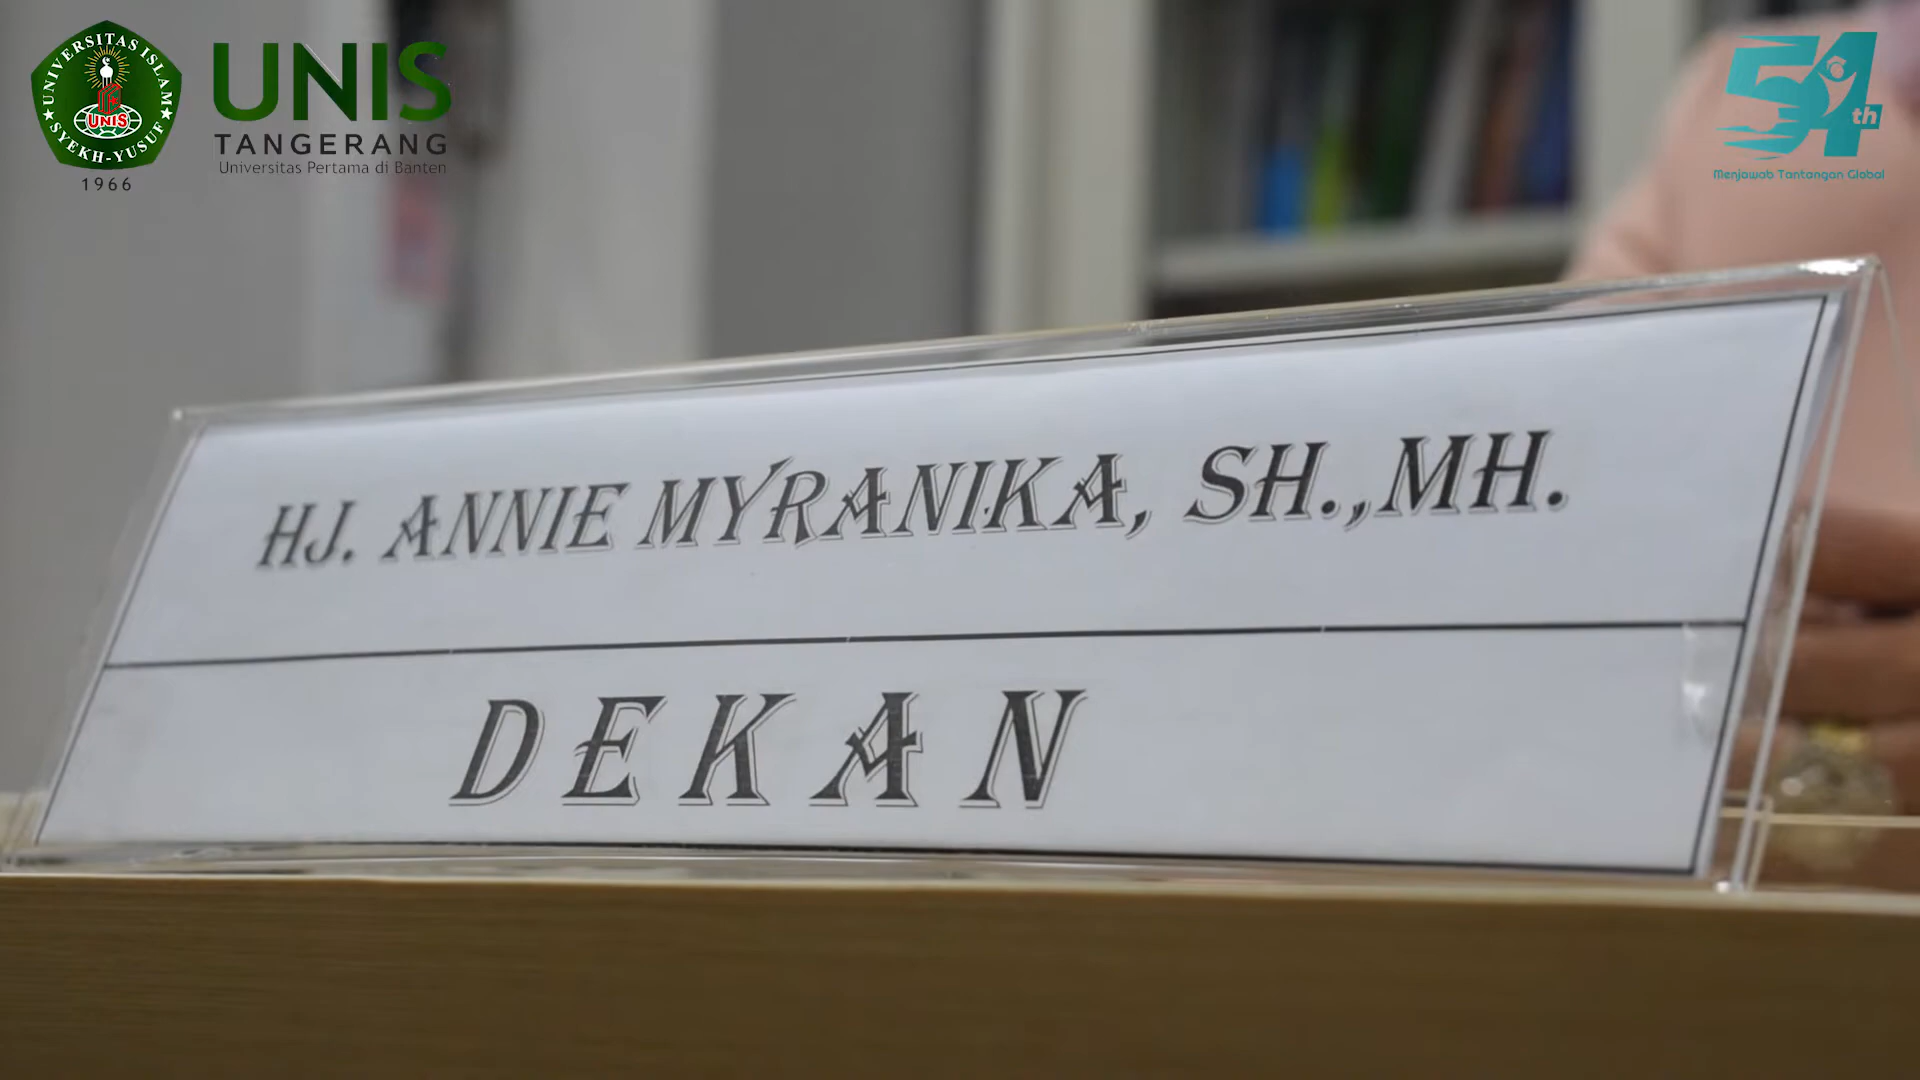 UNIVERSITAS ISLAM
SYEKH-YUSUF
UNIS
1966
UNIS
TANGERANG
Universitas Pertama di Banten
54th
Menjawab Tantangan Global
HJ. ANNIE MYRANIKA, SH.,MH.
DEKAN